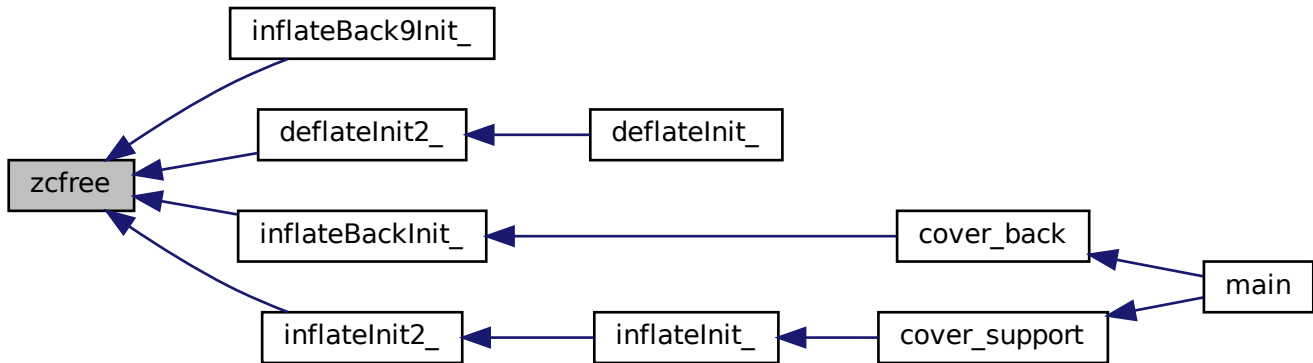 inflateBack9Init_
deflateInit2_
deflateInit_
zcfree
inflateBackInit_
cover_back
main
inflateInit2_
inflateInit_
cover_support